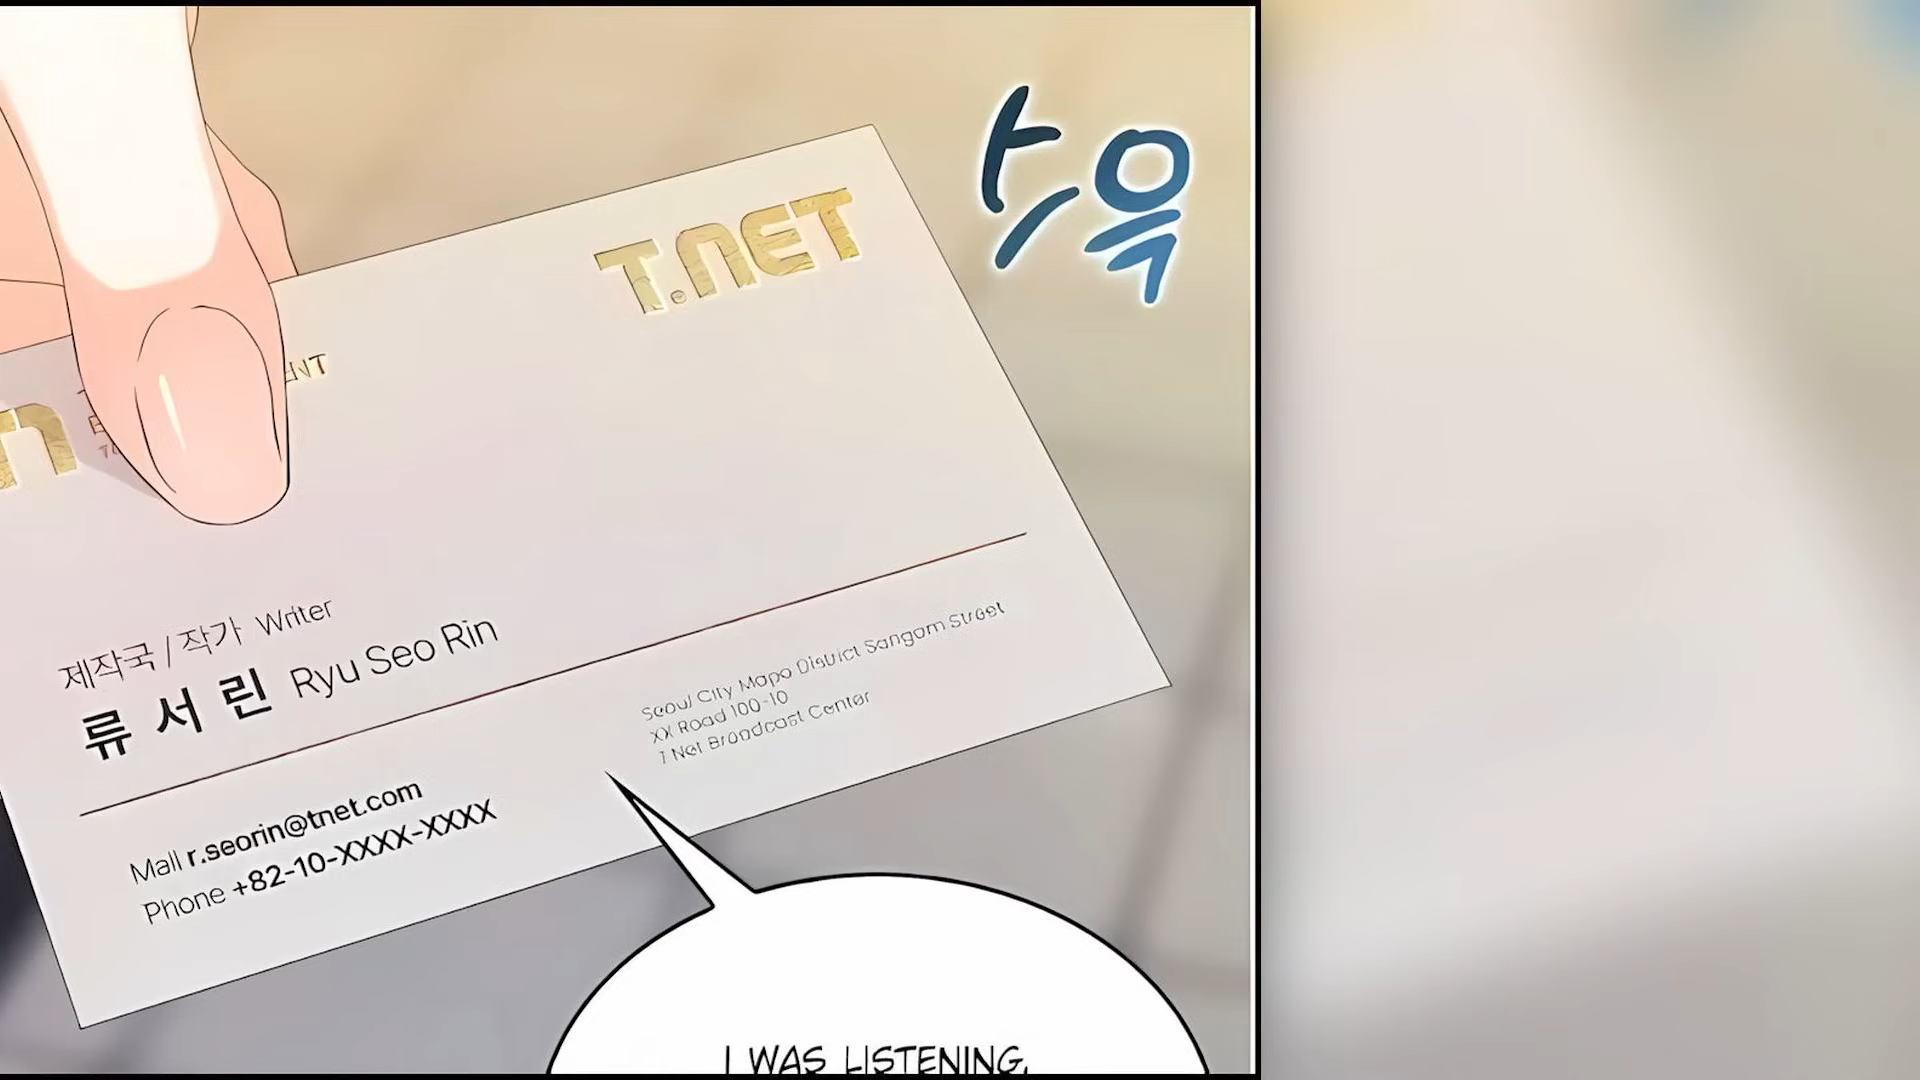 스윽
T.NET
제작국 / 작가 Writer
류 서 린 Ryu Seo Rin
Seoul City Mapo District Sangam Street
XX Road 100-10
T Net Broadcast Center
Mail r.seorin@tnet.com
Phone +82-10-XXXX-XXXX
I WAS LISTENING,